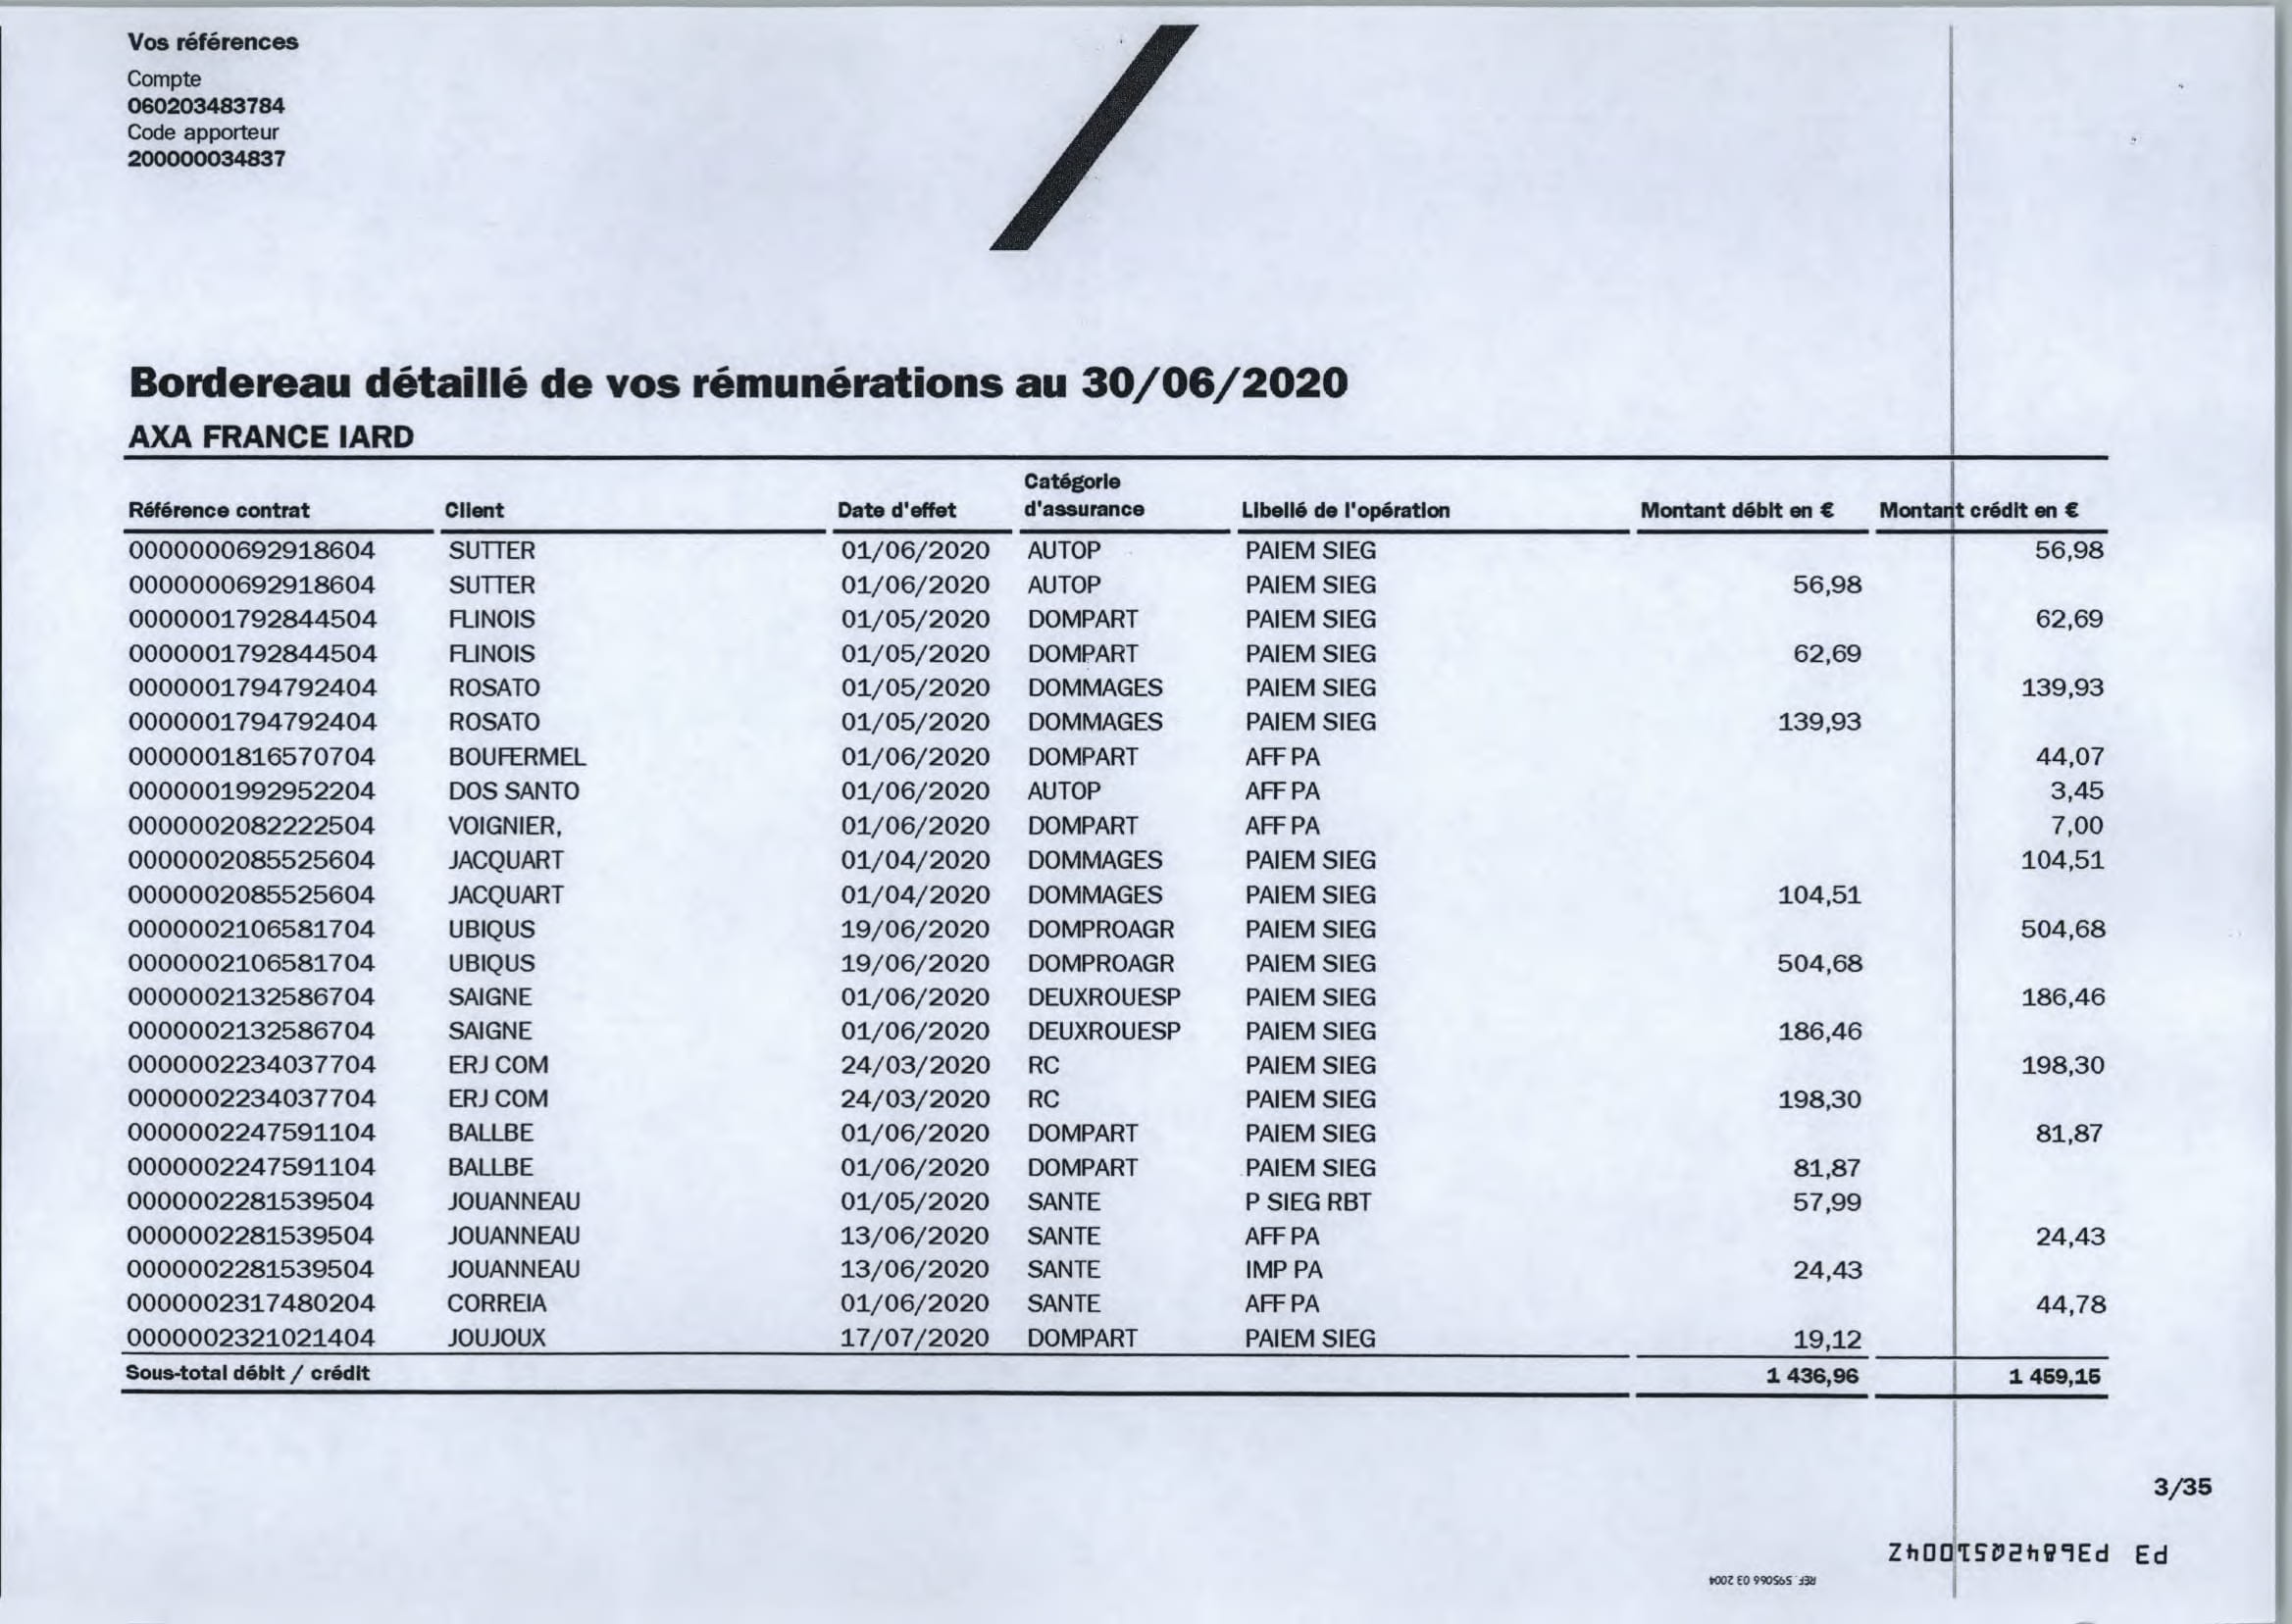 Vos références
Compte
060203483784
Code apporteur
200000034837
Bordereau détaillé de vos rémunérations au 30/06/2020
AXA FRANCE IARD
Référence contrat Client Date d'effet Catégorie d'assurance Libellé de l'opération Montant débit en € Montant crédit en €
0000000692918604 SUTTER 01/06/2020 AUTOP PAIEM SIEG 56,98
0000000692918604 SUTTER 01/06/2020 AUTOP PAIEM SIEG 56,98
0000001792844504 FLINOIS 01/05/2020 DOMPART PAIEM SIEG 62,69
0000001792844504 FLINOIS 01/05/2020 DOMPART PAIEM SIEG 62,69
0000001794792404 ROSATO 01/05/2020 DOMMAGES PAIEM SIEG 139,93
0000001794792404 ROSATO 01/05/2020 DOMMAGES PAIEM SIEG 139,93
0000001816570704 BOUFERMEL 01/06/2020 DOMPART AFF PA 44,07
0000001992952204 DOS SANTO 01/06/2020 AUTOP AFF PA 3,45
0000002082222504 VOIGNIER, 01/06/2020 DOMPART AFF PA 7,00
0000002085525604 JACQUART 01/04/2020 DOMMAGES PAIEM SIEG 104,51
0000002085525604 JACQUART 01/04/2020 DOMMAGES PAIEM SIEG 104,51
0000002106581704 UBIQUS 19/06/2020 DOMPROAGR PAIEM SIEG 504,68
0000002106581704 UBIQUS 19/06/2020 DOMPROAGR PAIEM SIEG 504,68
0000002132586704 SAIGNE 01/06/2020 DEUXROUESP PAIEM SIEG 186,46
0000002132586704 SAIGNE 01/06/2020 DEUXROUESP PAIEM SIEG 186,46
0000002234037704 ERJ COM 24/03/2020 RC PAIEM SIEG 198,30
0000002234037704 ERJ COM 24/03/2020 RC PAIEM SIEG 198,30
0000002247591104 BALLBE 01/06/2020 DOMPART PAIEM SIEG 81,87
0000002247591104 BALLBE 01/06/2020 DOMPART PAIEM SIEG 81,87
0000002281539504 JOUANNEAU 01/05/2020 SANTE P SIEG RBT 57,99
0000002281539504 JOUANNEAU 13/06/2020 SANTE AFF PA 24,43
0000002281539504 JOUANNEAU 13/06/2020 SANTE IMP PA 24,43
0000002317480204 CORREIA 01/06/2020 SANTE AFF PA 44,78
0000002321021404 JOUJOUX 17/07/2020 DOMPART PAIEM SIEG 19,12
Sous-total débit / crédit 1 436,96 1 459,15
3/35
REF. 595066 03 2004